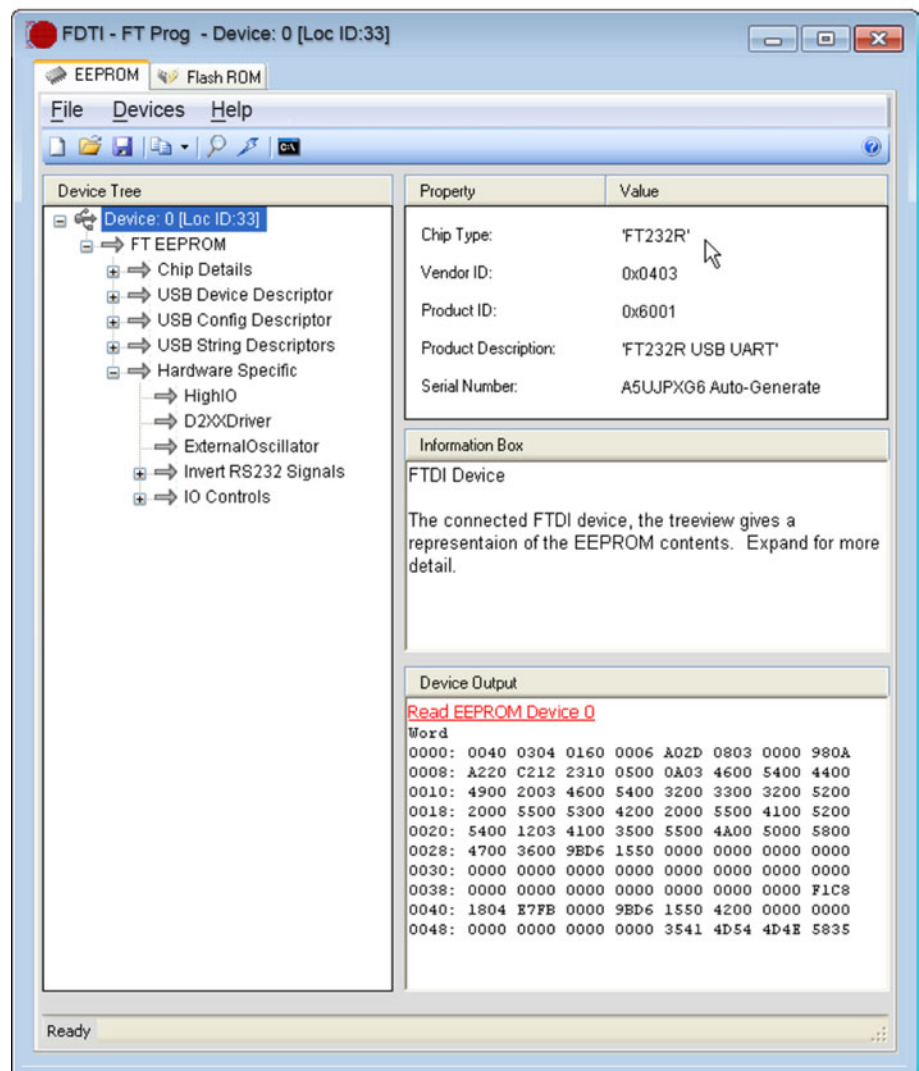 FDTI - FT Prog - Device: 0 [Loc ID:33]
EEPROM Flash ROM
File Devices Help
C:\
Device Tree
Device: 0 [Loc ID:33]
FT EEPROM
Chip Details
USB Device Descriptor
USB Config Descriptor
USB String Descriptors
Hardware Specific
HighIO
D2XXDriver
ExternalOscillator
Invert RS232 Signals
IO Controls
Property Value
Chip Type: 'FT232R'
Vendor ID: 0x0403
Product ID: 0x6001
Product Description: 'FT232R USB UART'
Serial Number: A5UJPXG6 Auto-Generate
Information Box
FTDI Device
The connected FTDI device, the treeview gives a
representaion of the EEPROM contents. Expand for more
detail.
Device Output
Read EEPROM Device 0
Word
0000: 0040 0304 0160 0006 A02D 0803 0000 980A
0008: A220 C212 2310 0500 0A03 4600 5400 4400
0010: 4900 2003 4600 5400 3200 3300 3200 5200
0018: 2000 5500 5300 4200 2000 5500 4100 5200
0020: 5400 1203 4100 3500 5500 4A00 5000 5800
0028: 4700 3600 9BD6 1550 0000 0000 0000 0000
0030: 0000 0000 0000 0000 0000 0000 0000 0000
0038: 0000 0000 0000 0000 0000 0000 0000 F1C8
0040: 1804 E7FB 0000 9BD6 1550 4200 0000 0000
0048: 0000 0000 0000 0000 3541 4D54 4D4E 5835
Ready